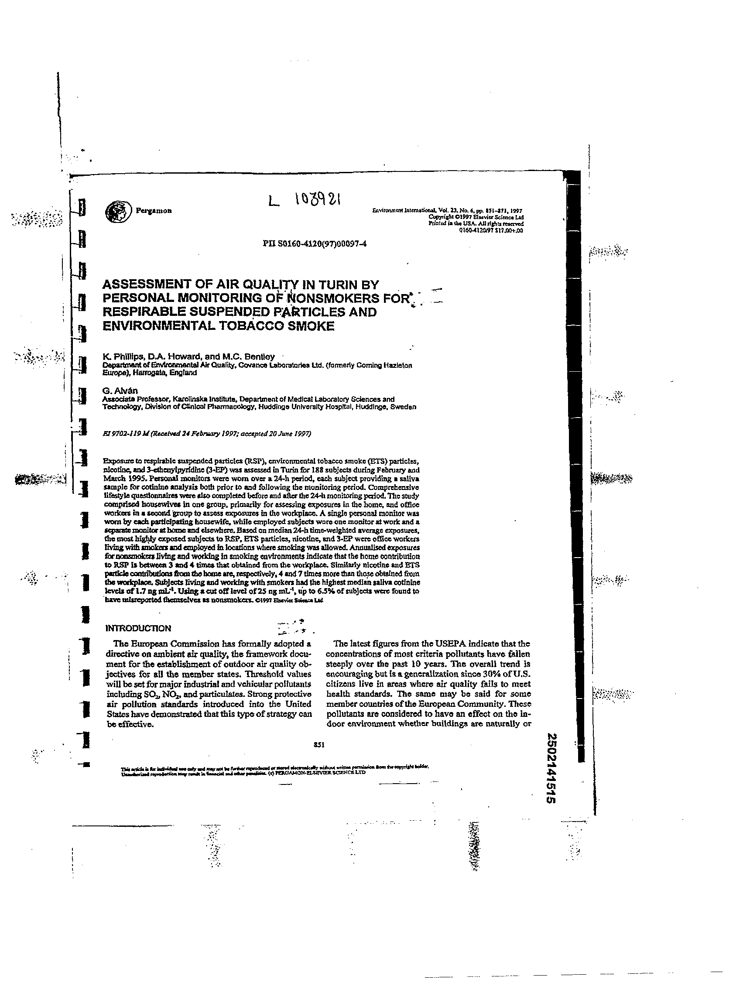 L 103921
Pergamon
Environment International, Vol. 23, No. 6, pp. 851-871, 1997
Copyright ©1997 Elsevier Science Ltd
Printed in the USA. All rights reserved
0160-4120/97 $17.00+.00
PII S0160-4120(97)00097-4
ASSESSMENT OF AIR QUALITY IN TURIN BY
PERSONAL MONITORING OF NONSMOKERS FOR
RESPIRABLE SUSPENDED PARTICLES AND
ENVIRONMENTAL TOBACCO SMOKE
K. Phillips, D.A. Howard, and M.C. Bentley
Department of Environmental Air Quality, Covance Laboratories Ltd. (formerly Corning Hazleton
Europe), Harrogate, England
G. Alván
Associate Professor, Karolinska Institute, Department of Medical Laboratory Sciences and
Technology, Division of Clinical Pharmacology, Huddinge University Hospital, Huddinge, Sweden
EI 9702-119 M (Received 24 February 1997; accepted 20 June 1997)
Exposure to respirable suspended particles (RSP), environmental tobacco smoke (ETS) particles,
nicotine, and 3-ethenylpyridine (3-EP) was assessed in Turin for 188 subjects during February and
March 1995. Personal monitors were worn over a 24-h period, each subject providing a saliva
sample for cotinine analysis both prior to and following the monitoring period. Comprehensive
lifestyle questionnaires were also completed before and after the 24-h monitoring period. The study
comprised housewives in one group, primarily for assessing exposures in the home, and office
workers in a second group to assess exposures in the workplace. A single personal monitor was
worn by each participating housewife, while employed subjects wore one monitor at work and a
separate monitor at home and elsewhere. Based on median 24-h time-weighted average exposures,
the most highly exposed subjects to RSP, ETS particles, nicotine, and 3-EP were office workers
living with smokers and employed in locations where smoking was allowed. Annualised exposures
for nonsmokers living and working in smoking environments indicate that the home contribution
to RSP is between 3 and 4 times that obtained from the workplace. Similarly nicotine and ETS
particle contributions from the home are, respectively, 4 and 7 times more than those obtained from
the workplace. Subjects living and working with smokers had the highest median saliva cotinine
levels of 1.7 ng mL⁻¹. Using a cut off level of 25 ng mL⁻¹, up to 6.5% of subjects were found to
have misreported themselves as nonsmokers. ©1997 Elsevier Science Ltd
INTRODUCTION
The European Commission has formally adopted a
directive on ambient air quality, the framework docu-
ment for the establishment of outdoor air quality ob-
jectives for all the member states. Threshold values
will be set for major industrial and vehicular pollutants
including SO₂, NO₂, and particulates. Strong protective
air pollution standards introduced into the United
States have demonstrated that this type of strategy can
be effective.
The latest figures from the USEPA indicate that the
concentrations of most criteria pollutants have fallen
steeply over the past 10 years. The overall trend is
encouraging but is a generalization since 30% of U.S.
citizens live in areas where air quality fails to meet
health standards. The same may be said for some
member countries of the European Community. These
pollutants are considered to have an effect on the in-
door environment whether buildings are naturally or
851
This article is for individual use only and may not be further reproduced or stored electronically without written permission from the copyright holder.
Unauthorized reproduction may result in financial and other penalties. (c) PERGAMON-ELSEVIER SCIENCE LTD
2502141515